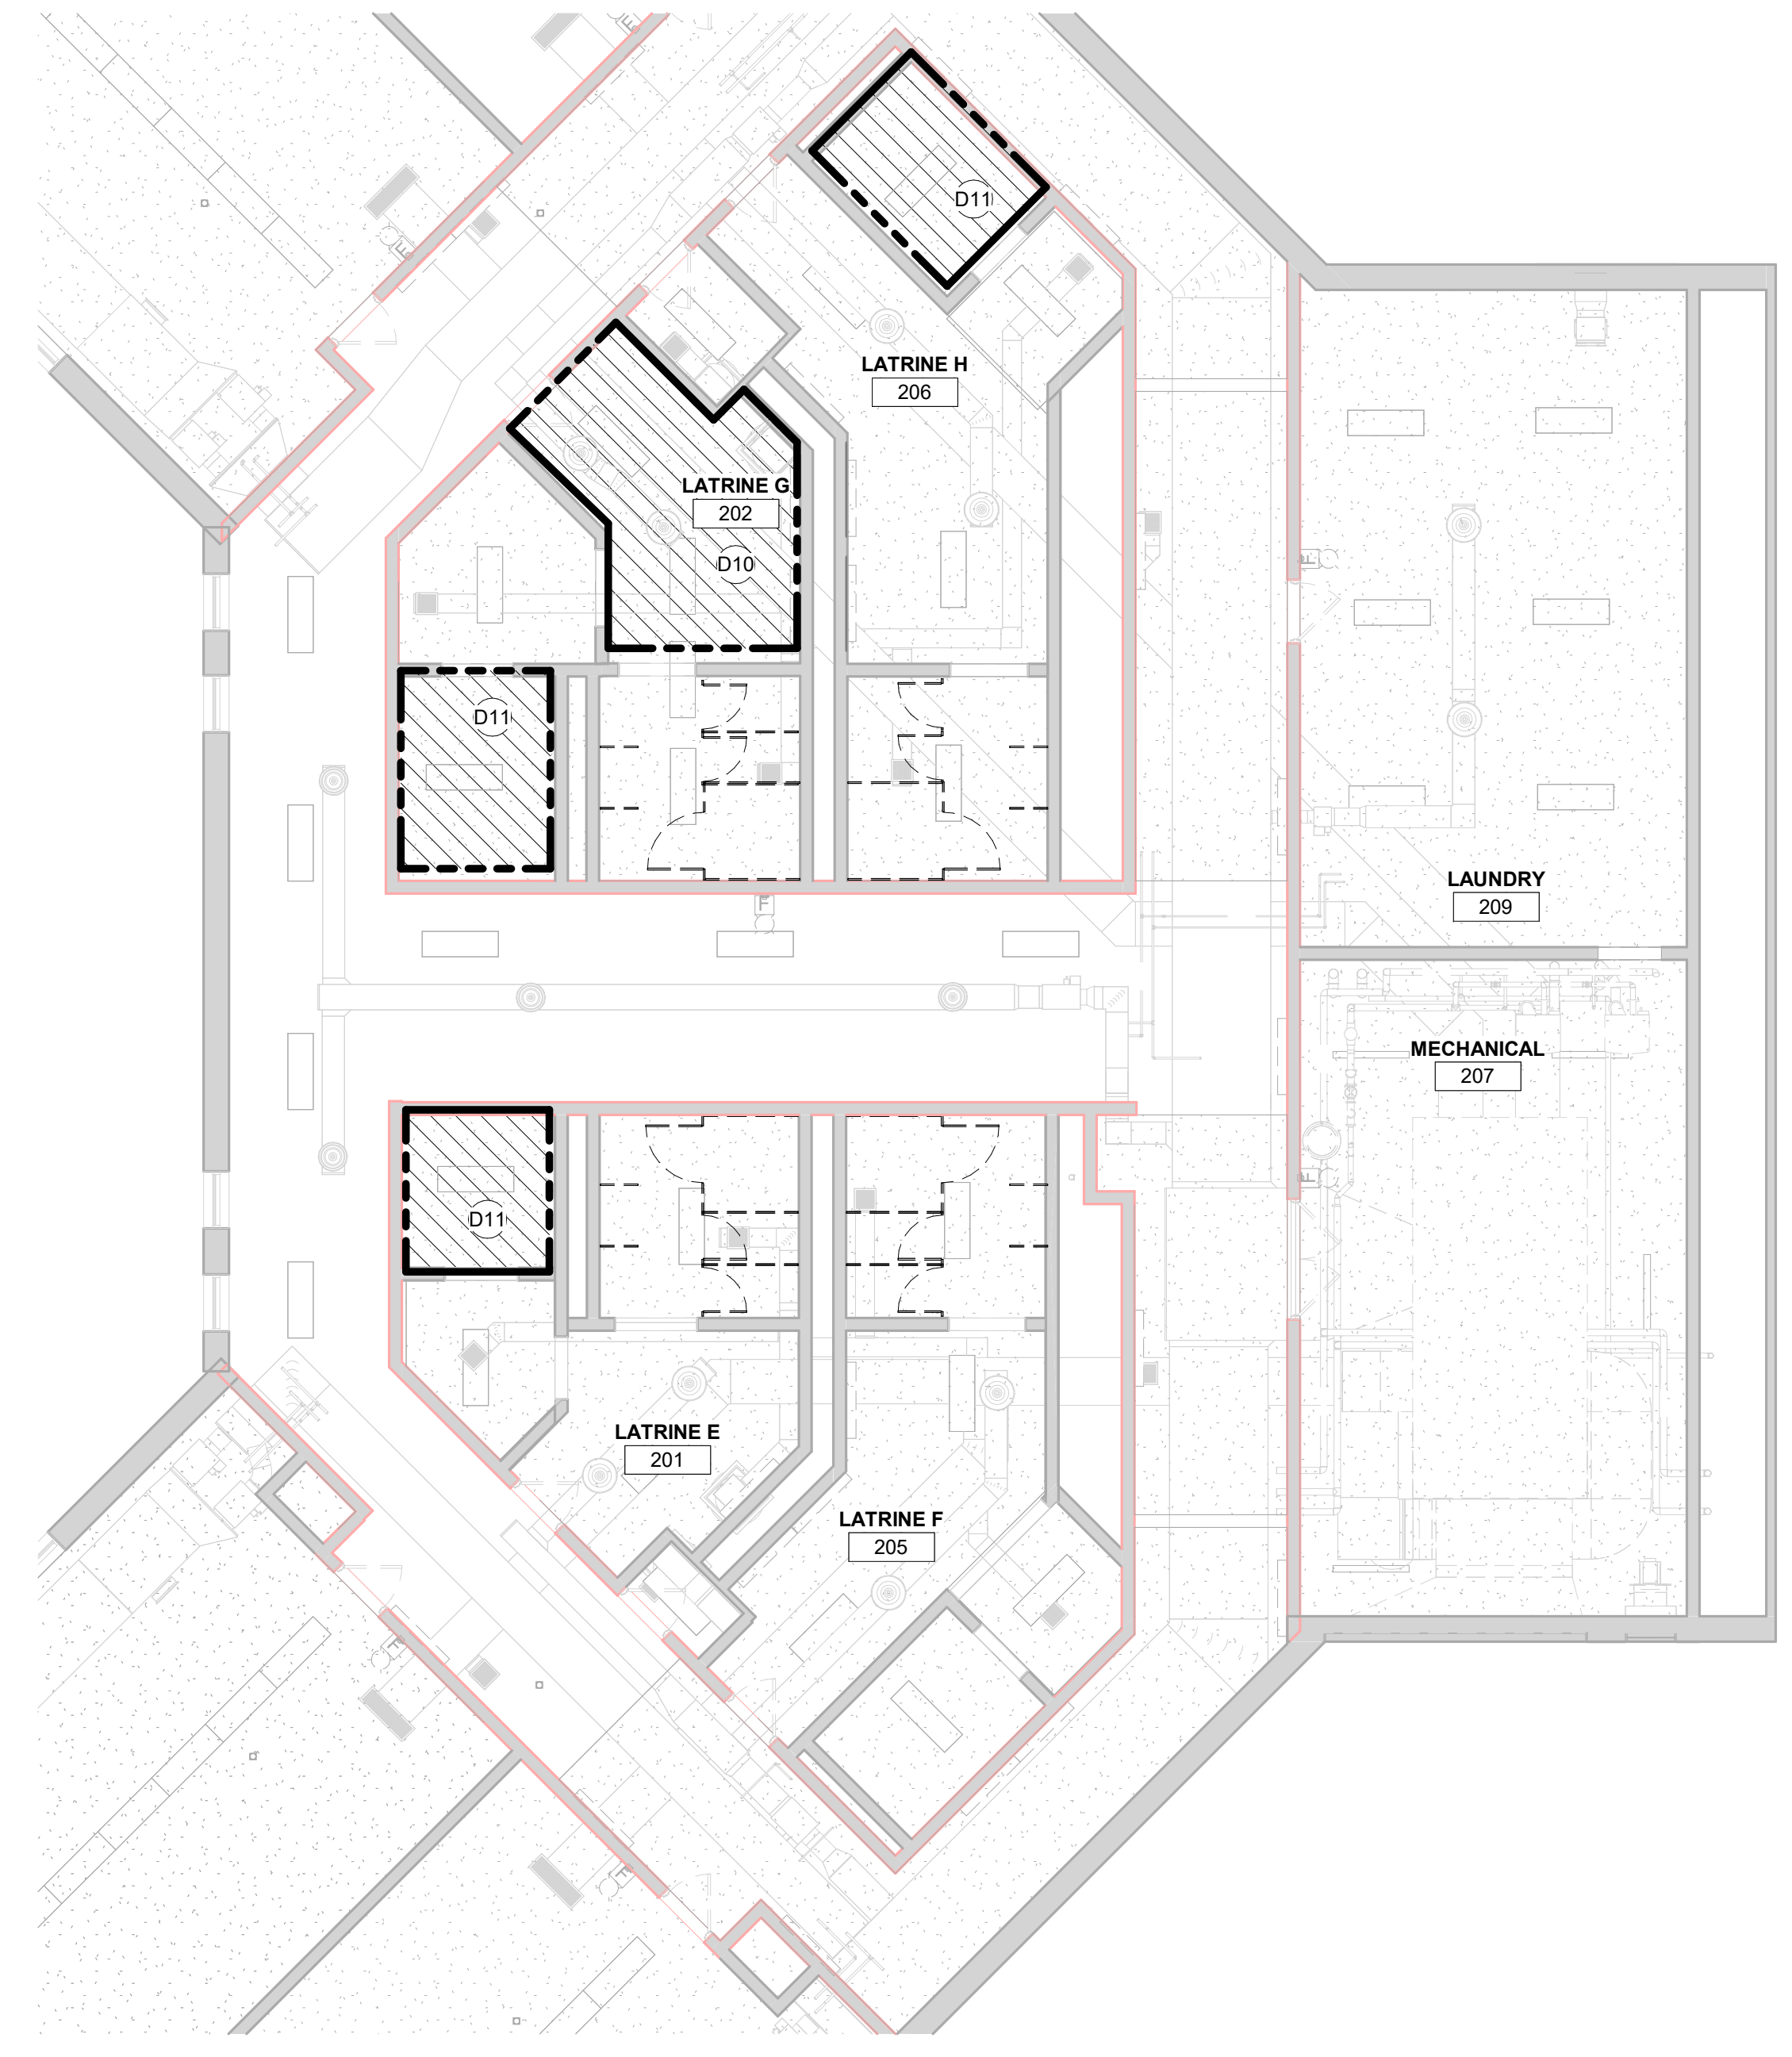 D11
LATRINE H
206
LATRINE G
202
D10
D11
F
F
LAUNDRY
209
MECHANICAL
207
D11
F
LATRINE E
201
LATRINE F
205